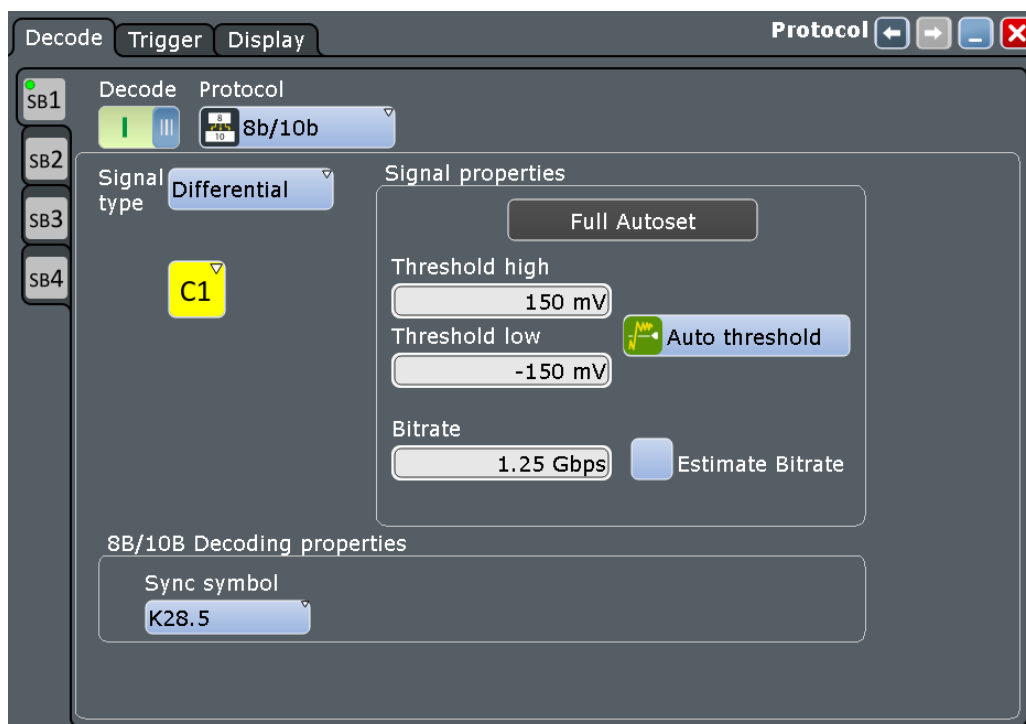 Decode Trigger Display Protocol
SB1
SB2
SB3
SB4
Decode Protocol
8
10
8b/10b
Signal type
Differential
C1
Signal properties
Full Autoset
Threshold high
150 mV
Threshold low
-150 mV
Auto threshold
Bitrate
1.25 Gbps
Estimate Bitrate
8B/10B Decoding properties
Sync symbol
K28.5